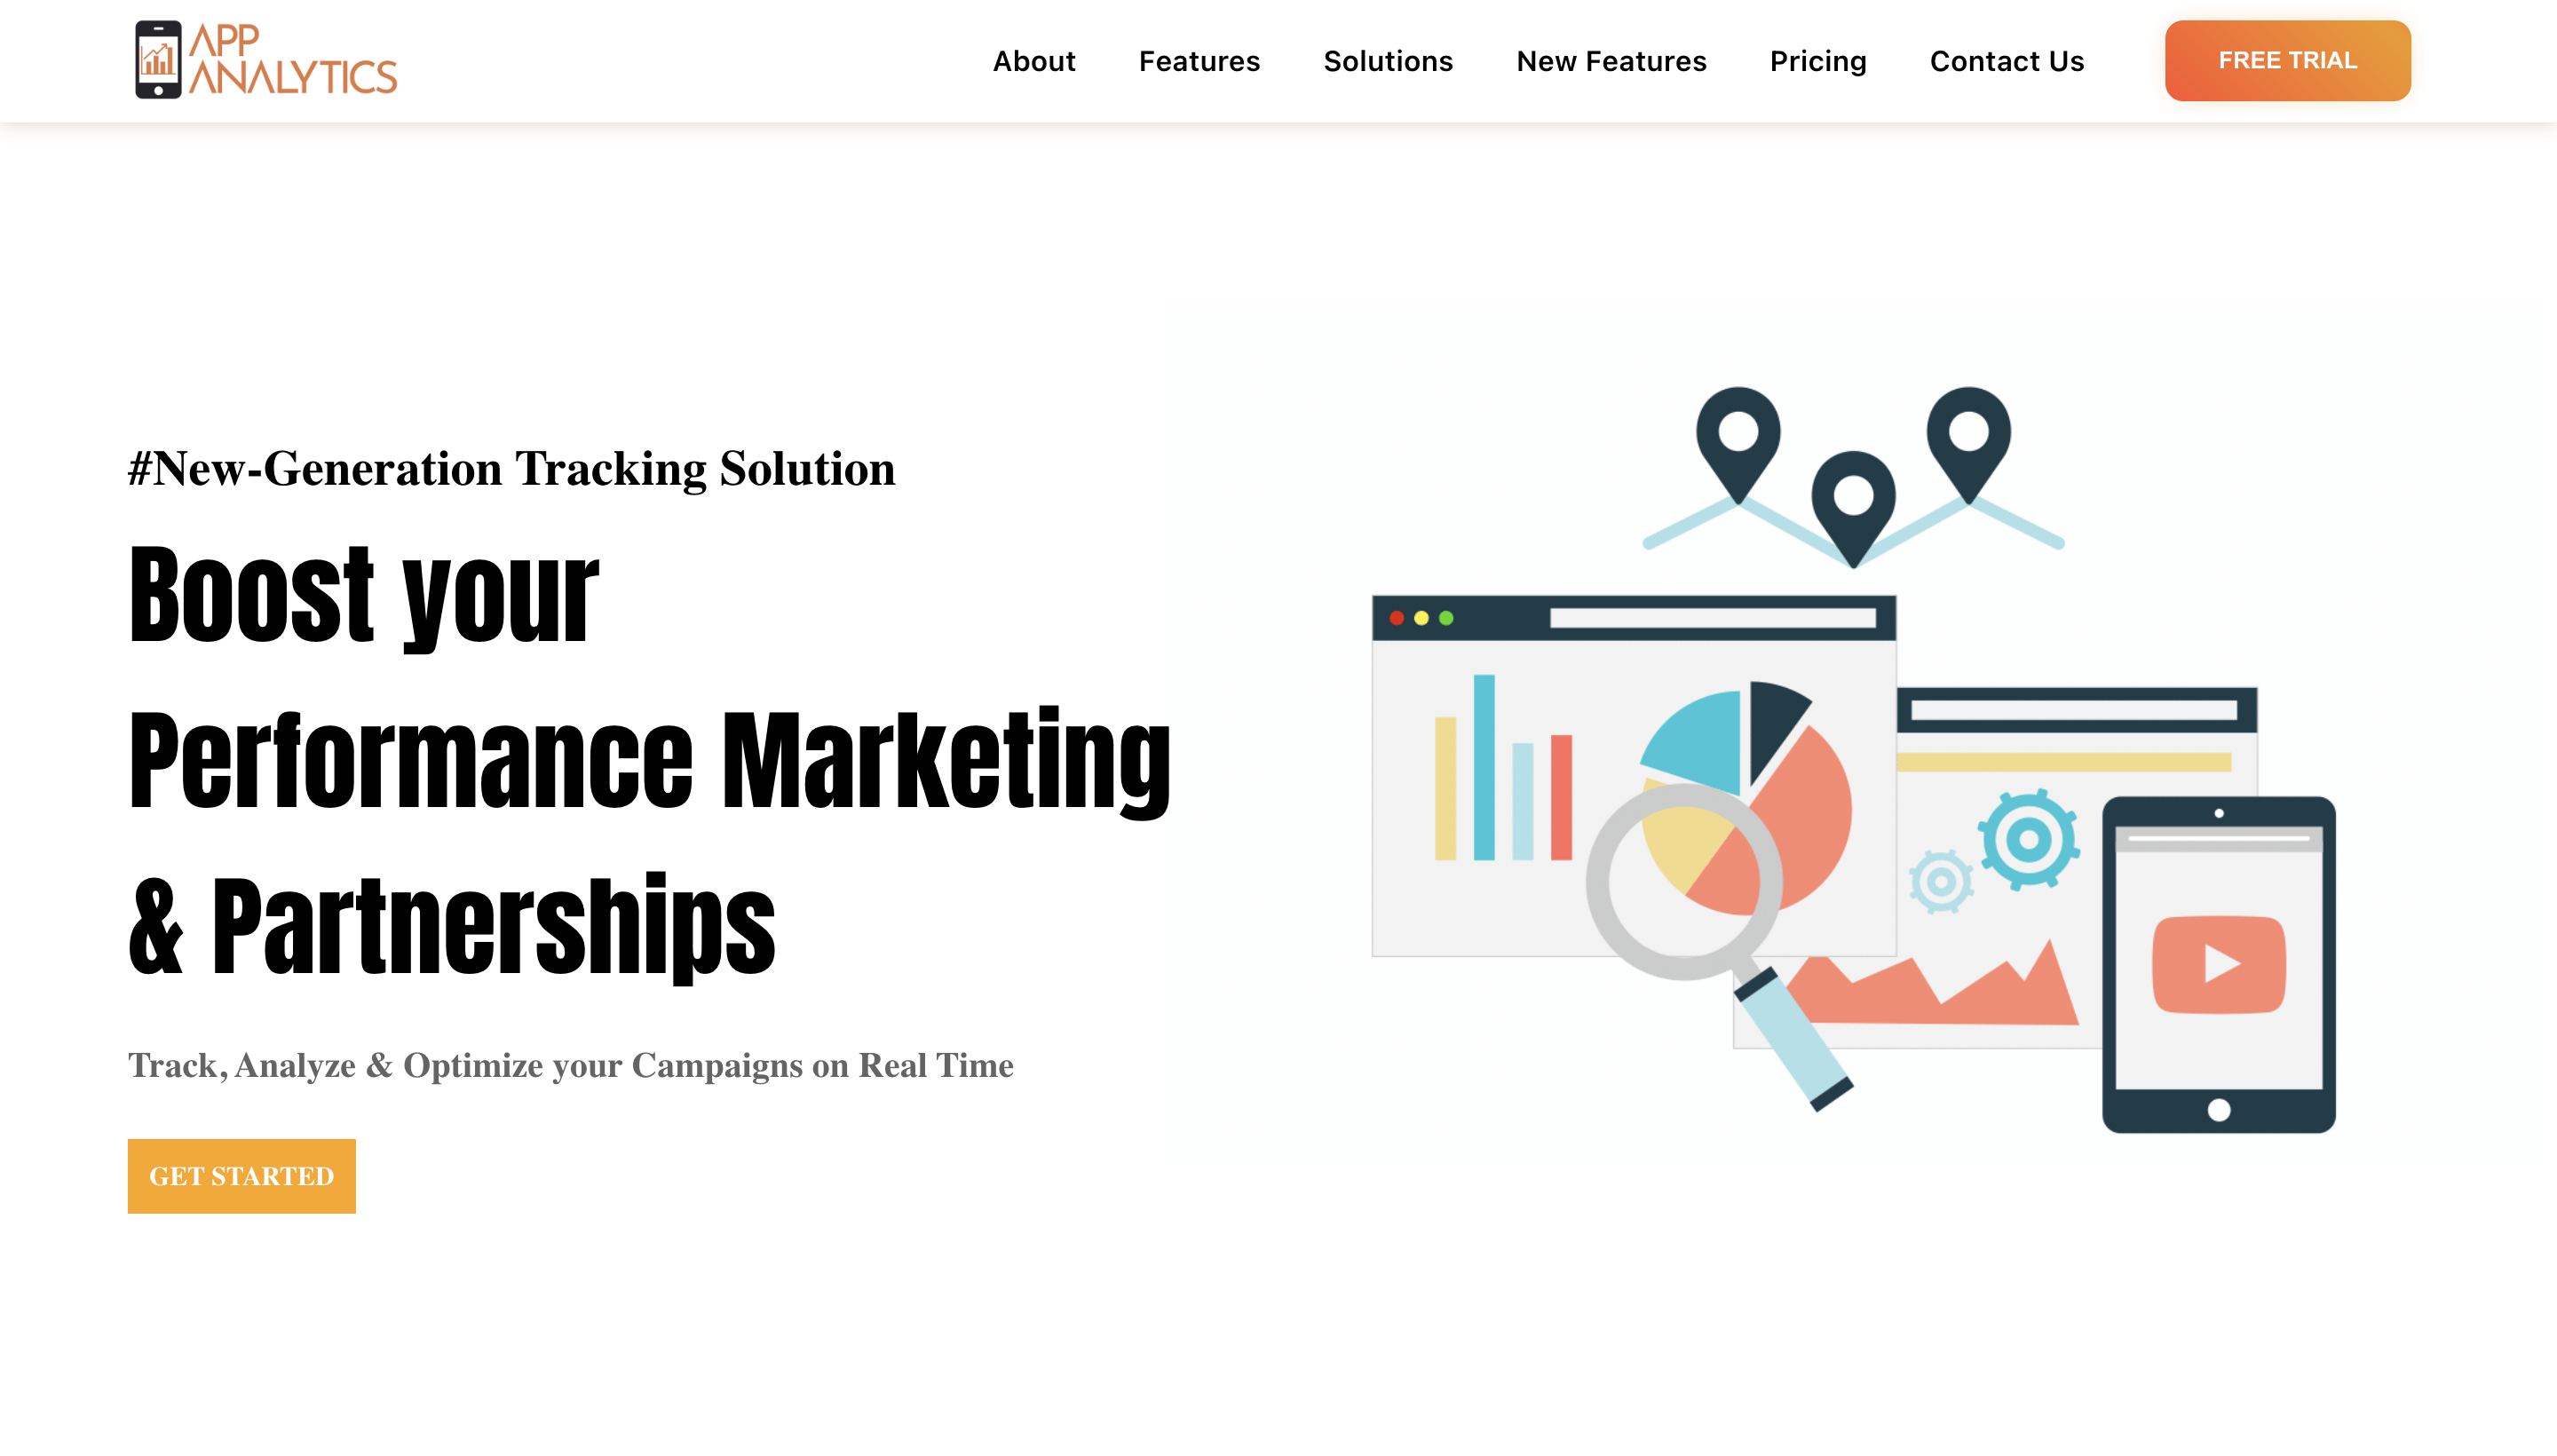 APP
ANALYTICS
About Features Solutions New Features Pricing Contact Us FREE TRIAL
#New-Generation Tracking Solution
Boost your
Performance Marketing
& Partnerships
Track, Analyze & Optimize your Campaigns on Real Time
GET STARTED